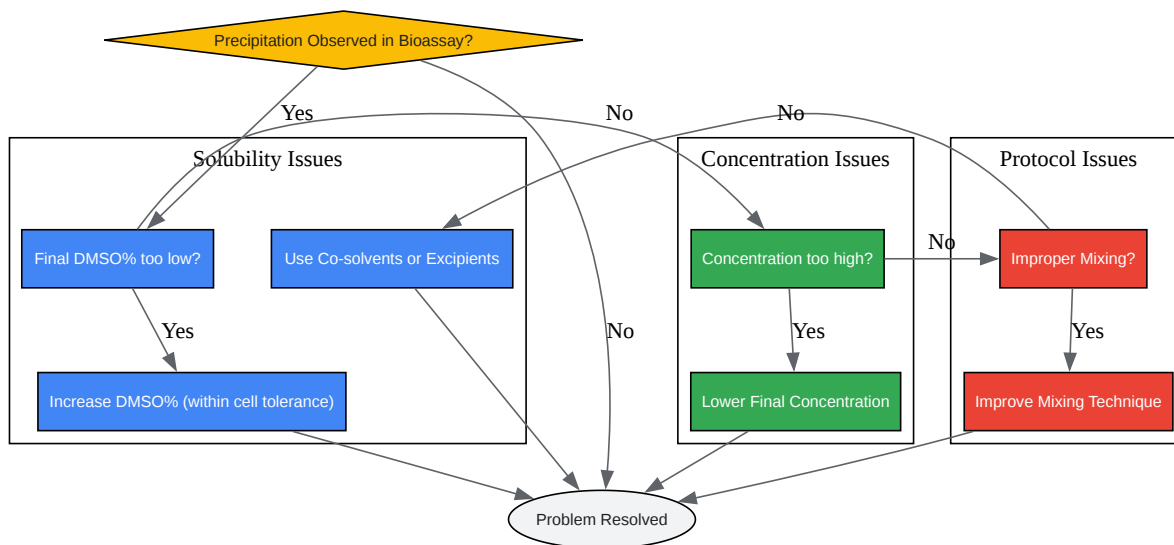 Precipitation Observed in Bioassay?
Yes
No
No
Solubility Issues
Concentration Issues
Protocol Issues
Final DMSO% too low?
Use Co-solvents or Excipients
Concentration too high?
No
Improper Mixing?
Yes
No
Yes
Yes
Increase DMSO% (within cell tolerance)
Lower Final Concentration
Improve Mixing Technique
Problem Resolved